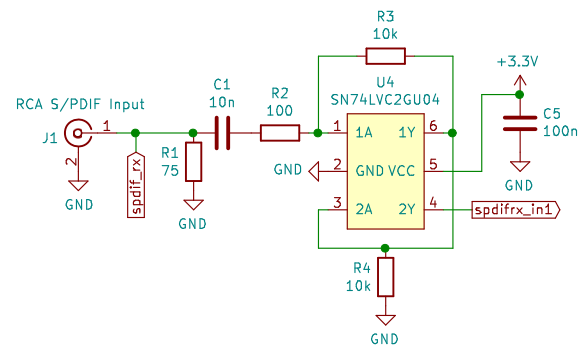 R3
10k
+3.3V
U4
SN74LVC2GU04
C1
10n
R2
100
RCA S/PDIF Input
J1
1
2
GND
spdif_rx
R1
75
GND
1
1A
1Y
6
GND
2
GND
VCC
5
3
2A
2Y
4
spdifrx_in1
C5
100n
GND
R4
10k
GND